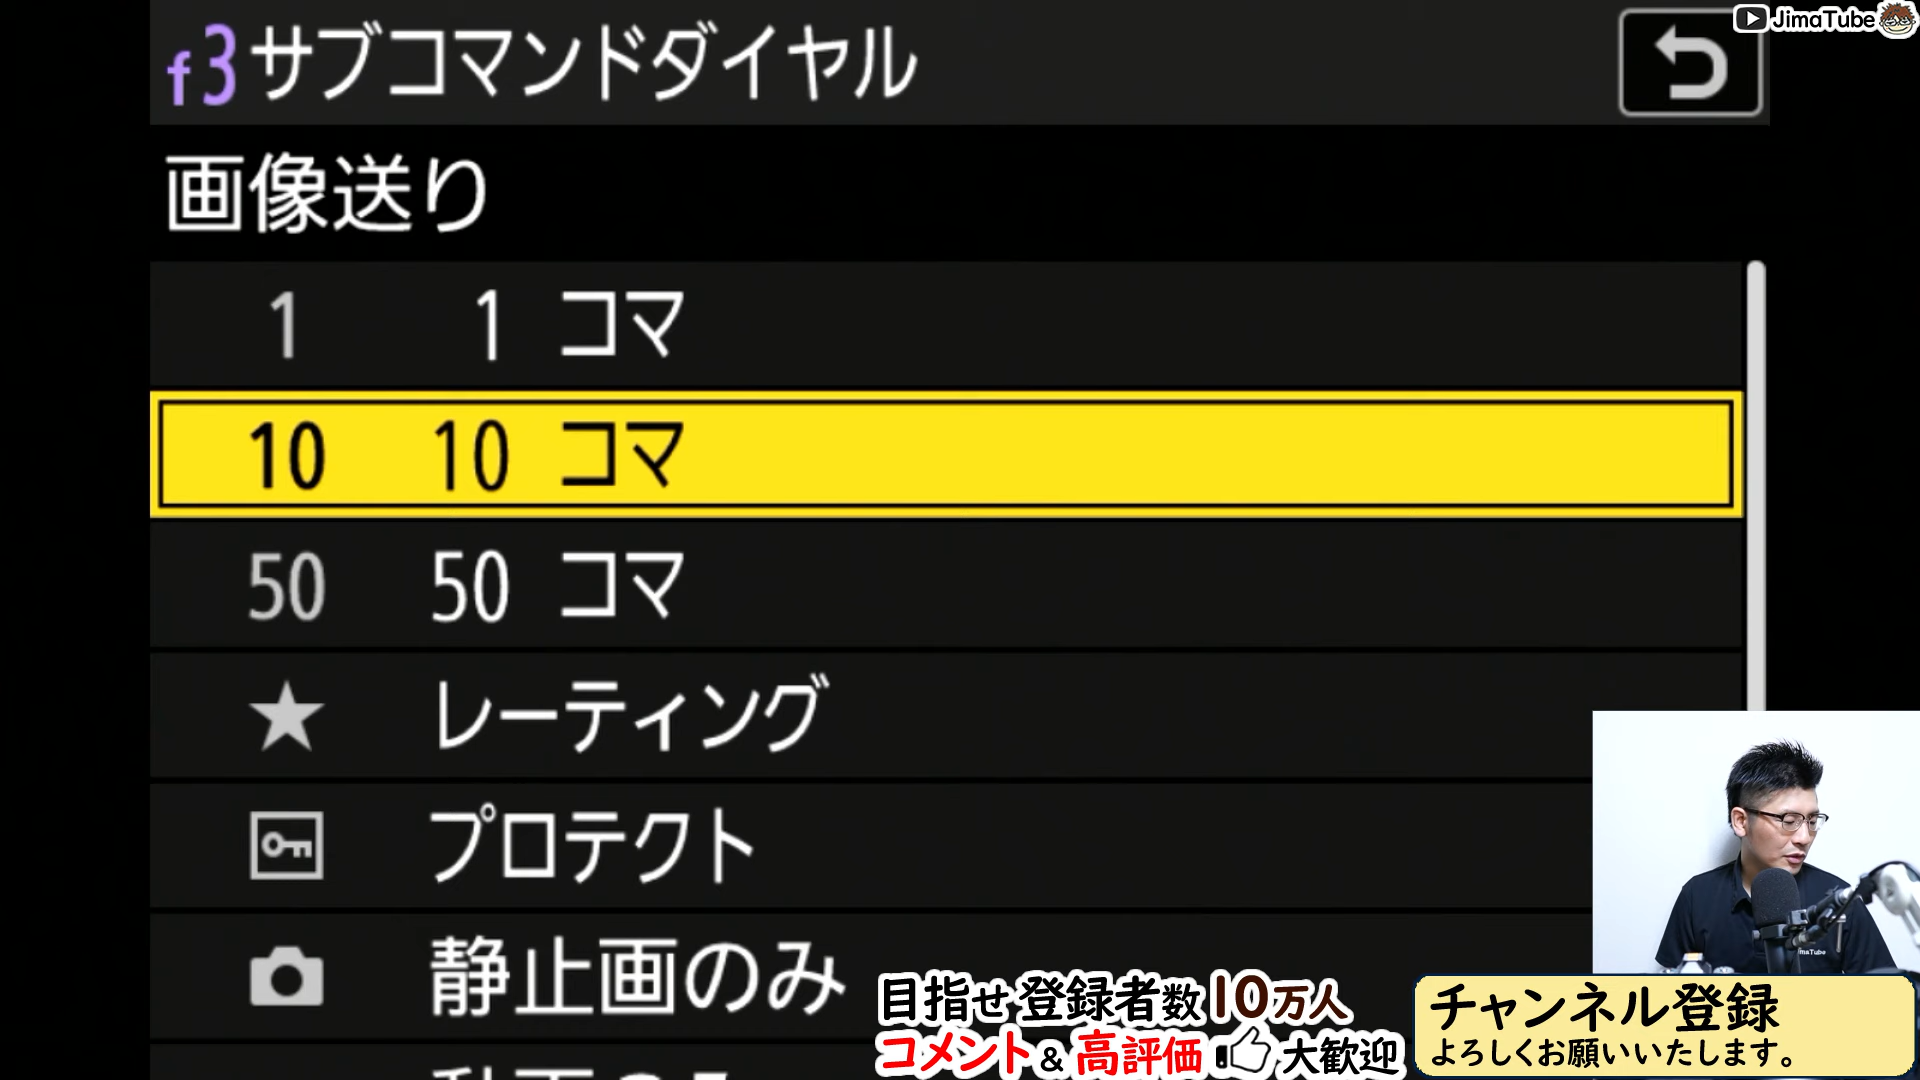 JimaTube
f3サブコマンドダイヤル
画像送り
1 1 コマ
10 10 コマ
50 50 コマ
レーティング
プロテクト
静止画のみ
目指せ登録者数10万人
コメント&高評価 大歓迎
チャンネル登録
よろしくお願いいたします。